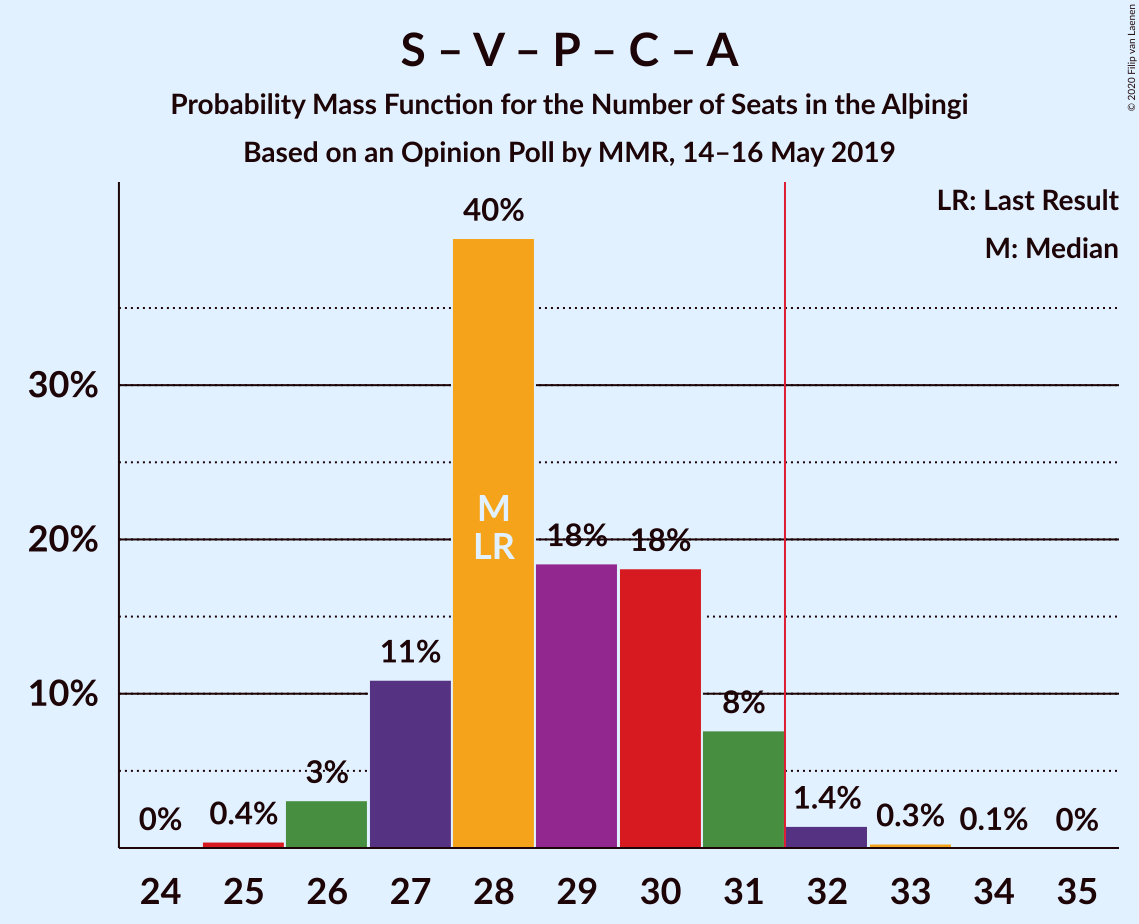 S – V – P – C – A
Probability Mass Function for the Number of Seats in the Alþingi
Based on an Opinion Poll by MMR, 14–16 May 2019
© 2020 Filip van Laenen
LR: Last Result
M: Median
40%
30%
20%
10%
M
LR
0%
0.4%
3%
11%
18%
18%
8%
1.4%
0.3%
0.1%
0%
24 25 26 27 28 29 30 31 32 33 34 35